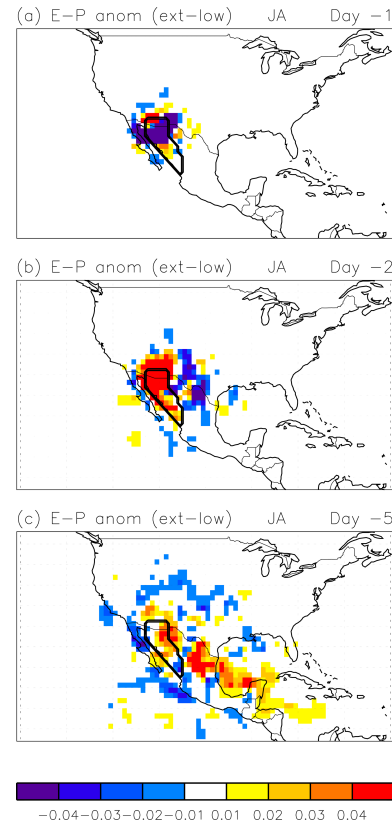 (a) E-P anom (ext-low) JA Day -1
(b) E-P anom (ext-low) JA Day -2
(c) E-P anom (ext-low) JA Day -5
-0.04-0.03-0.02-0.01 0.01 0.02 0.03 0.04